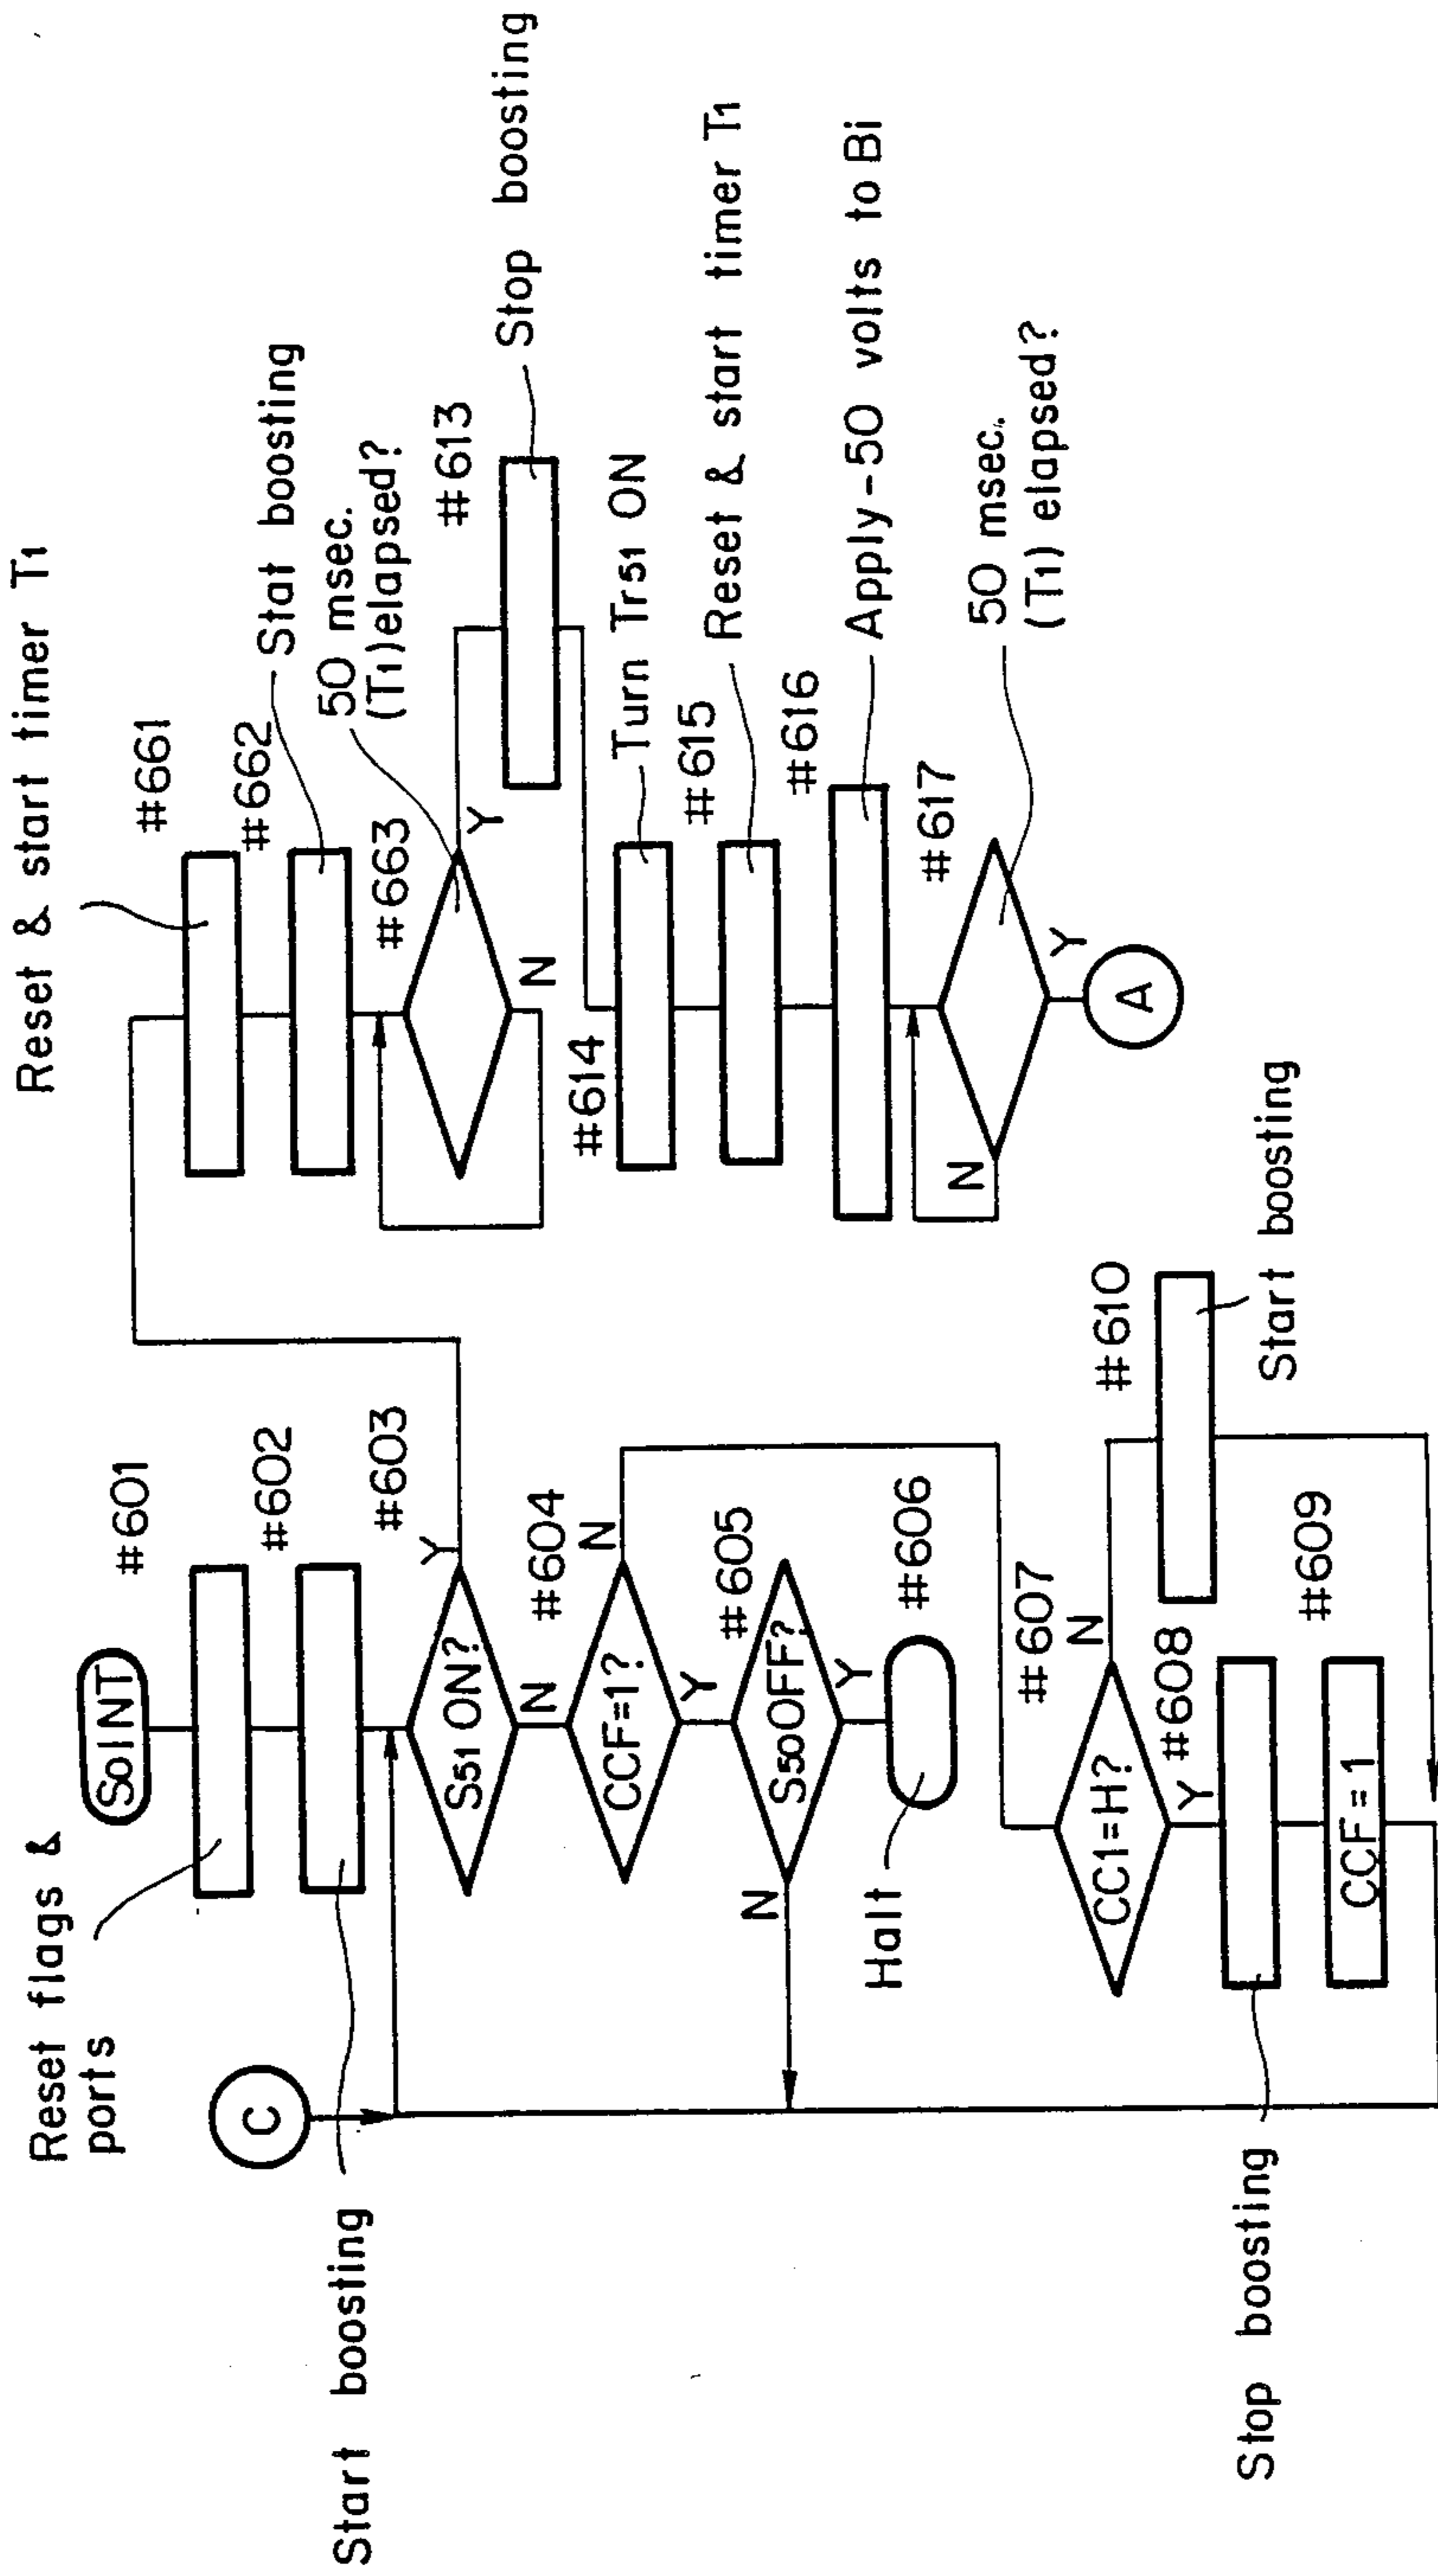 Reset flags &
ports
SoINT
#601
C
#602
Start boosting
#603
S51 ON?
Y
N
#604
CCF=1?
N
Y
#605
S50OFF?
N
Y
#606
Halt
#607
CC1=H?
N
Y
#608
Stop boosting
#609
CCF=1
#610
Start boosting
Reset & start timer T1
#661
#662
Stat boosting
#663
50 msec.
(T1)elapsed?
Y
N
#613
Stop boosting
#614
Turn Tr51 ON
#615
Reset & start timer T1
#616
Apply-50 volts to Bi
#617
50 msec.
(T1) elapsed?
N
Y
A